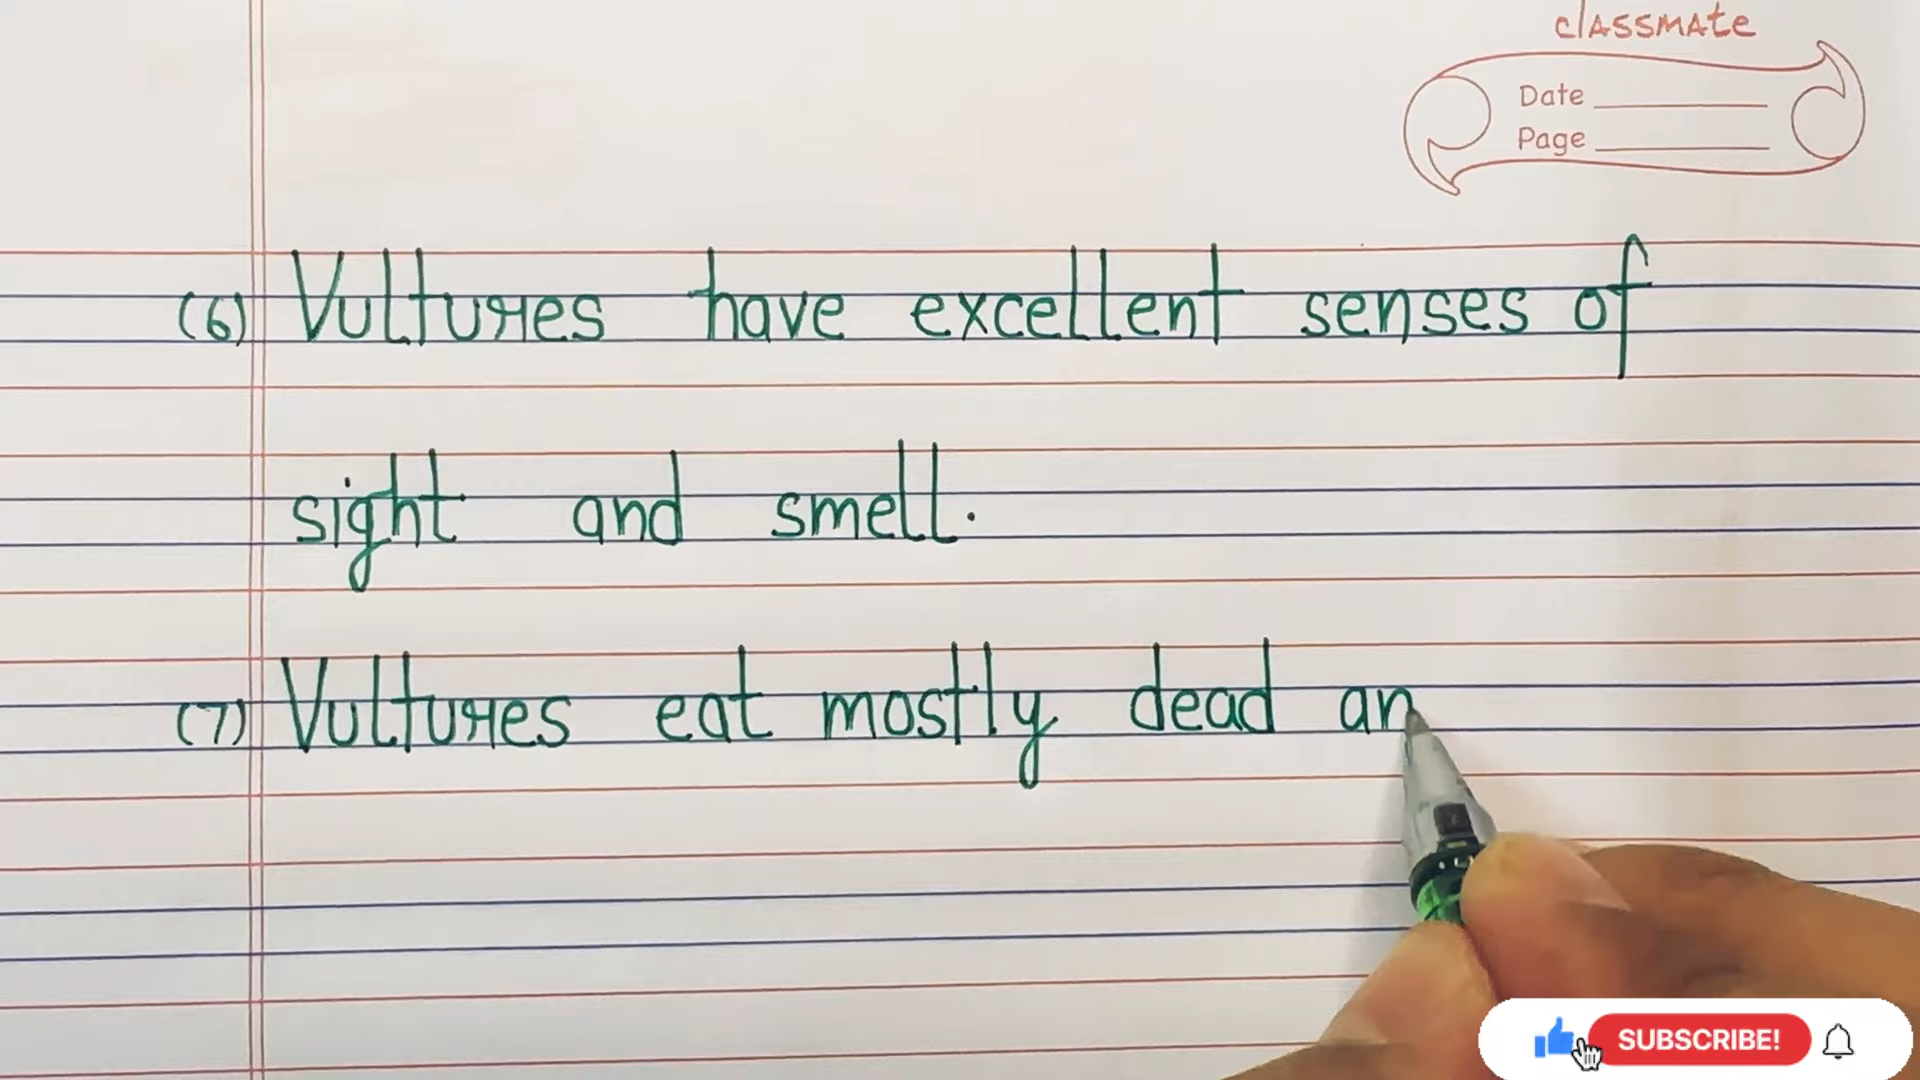 classmate
Date
Page
(6) Vultures have excellent senses of
sight and smell.
(7) Vultures eat mostly dead an
SUBSCRIBE!